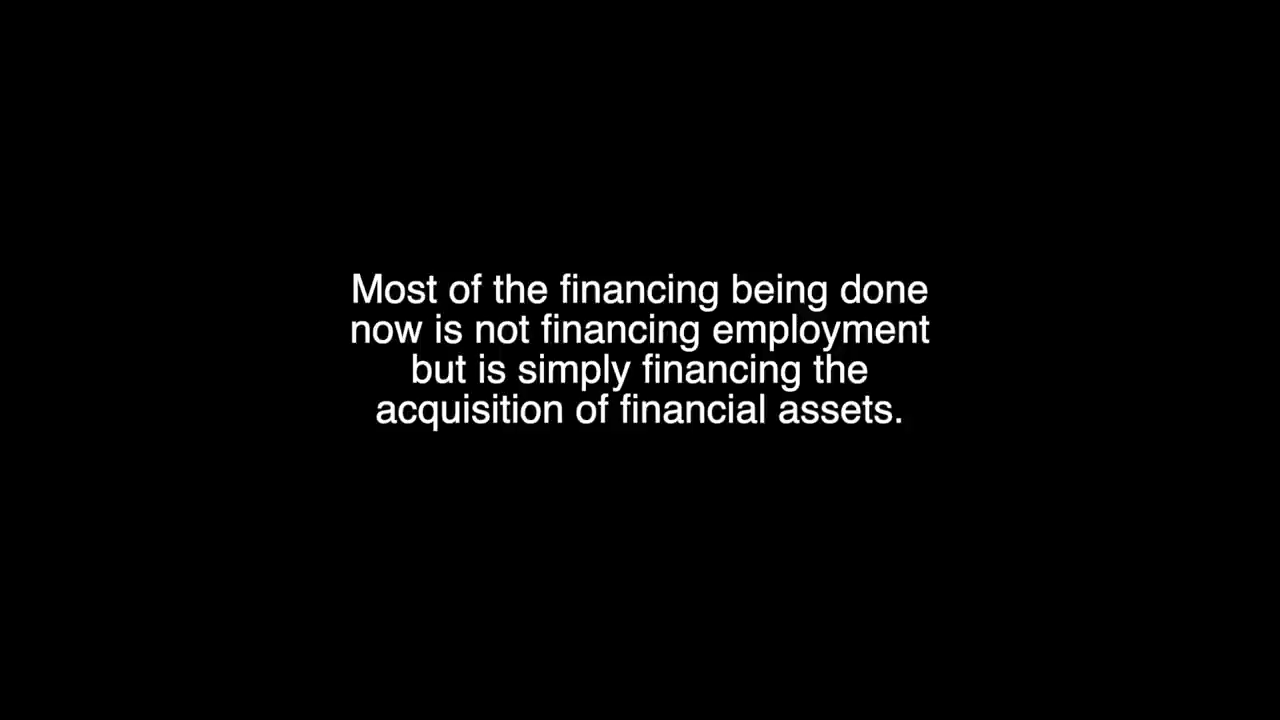 Most of the financing being done
now is not financing employment
but is simply financing the
acquisition of financial assets.